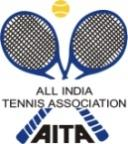 ALL INDIA
TENNIS ASSOCIATION
AITA